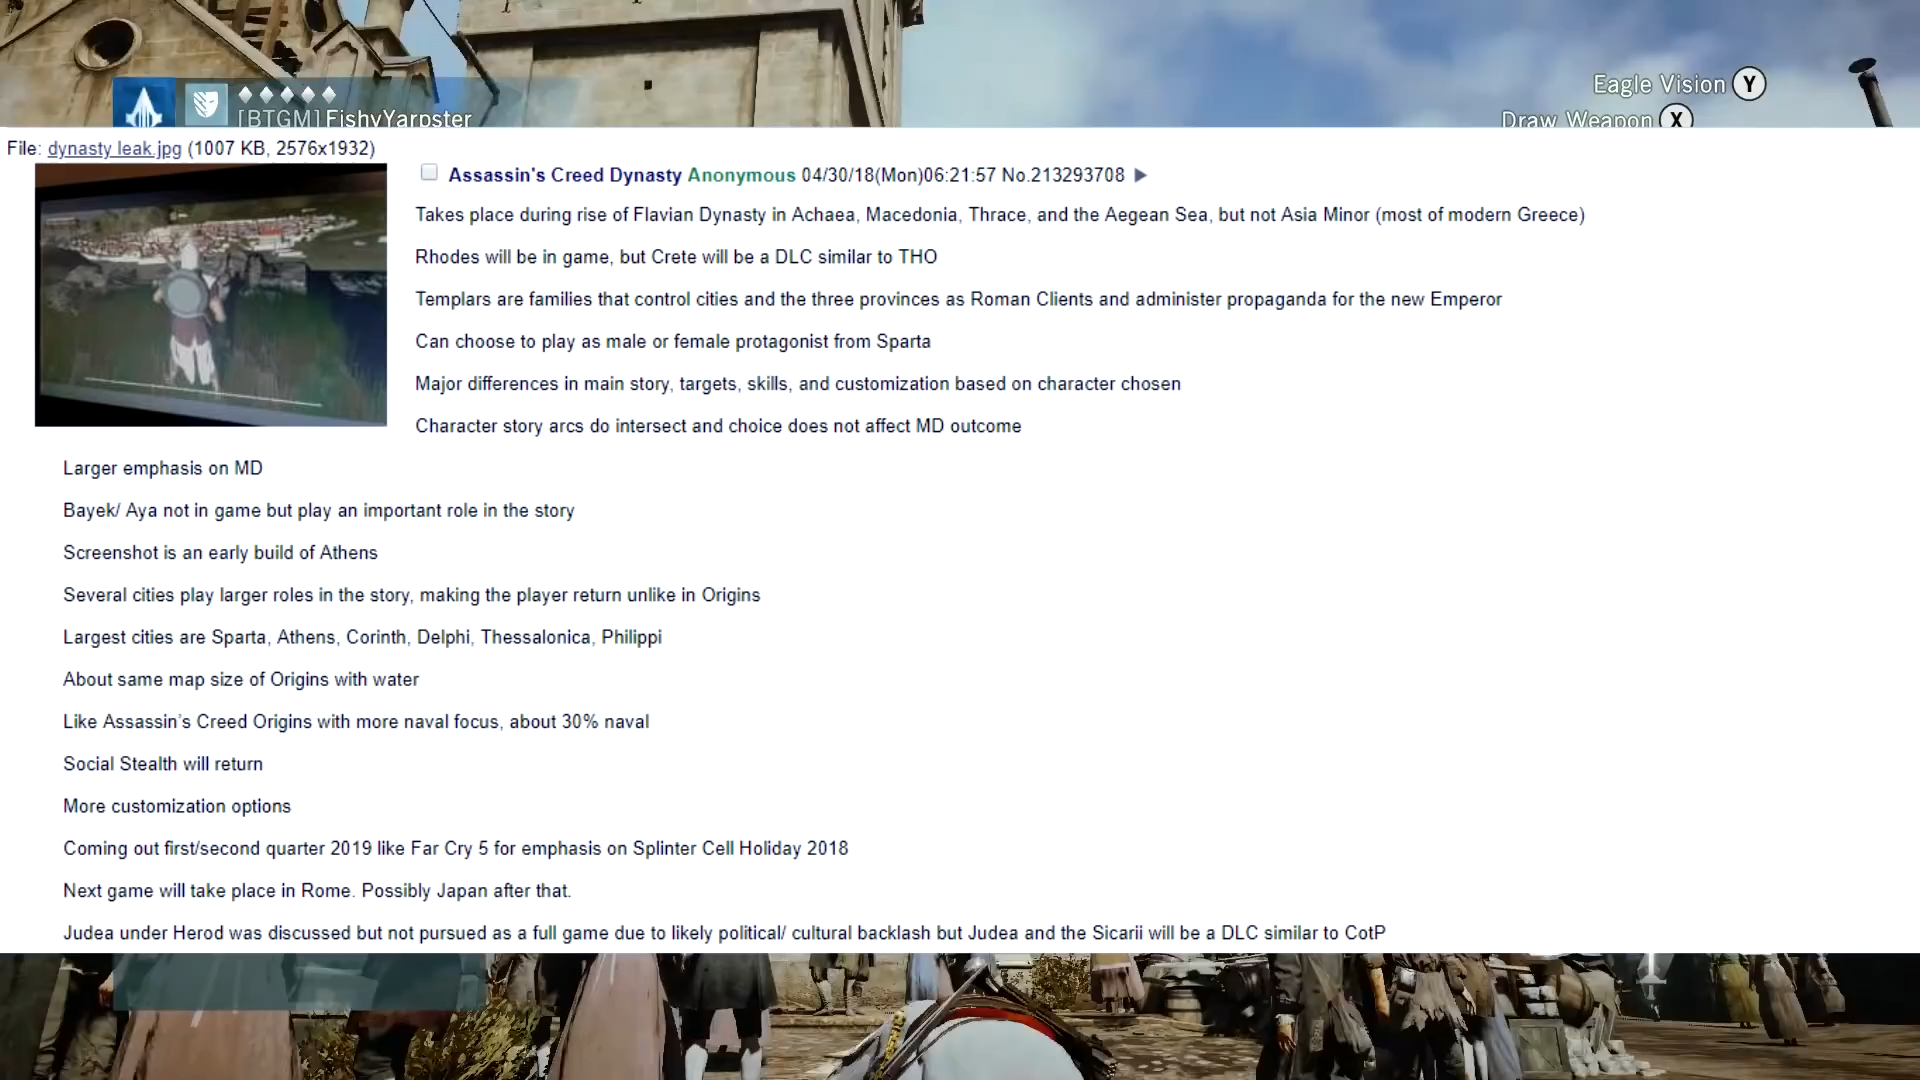 Eagle Vision Y
[BTGM] FishyYarpster
Draw Weapon X
File: dynasty leak.jpg (1007 KB, 2576x1932)
Assassin's Creed Dynasty Anonymous 04/30/18(Mon)06:21:57 No.213293708 ▶
Takes place during rise of Flavian Dynasty in Achaea, Macedonia, Thrace, and the Aegean Sea, but not Asia Minor (most of modern Greece)
Rhodes will be in game, but Crete will be a DLC similar to THO
Templars are families that control cities and the three provinces as Roman Clients and administer propaganda for the new Emperor
Can choose to play as male or female protagonist from Sparta
Major differences in main story, targets, skills, and customization based on character chosen
Character story arcs do intersect and choice does not affect MD outcome
Larger emphasis on MD
Bayek/ Aya not in game but play an important role in the story
Screenshot is an early build of Athens
Several cities play larger roles in the story, making the player return unlike in Origins
Largest cities are Sparta, Athens, Corinth, Delphi, Thessalonica, Philippi
About same map size of Origins with water
Like Assassin's Creed Origins with more naval focus, about 30% naval
Social Stealth will return
More customization options
Coming out first/second quarter 2019 like Far Cry 5 for emphasis on Splinter Cell Holiday 2018
Next game will take place in Rome. Possibly Japan after that.
Judea under Herod was discussed but not pursued as a full game due to likely political/ cultural backlash but Judea and the Sicarii will be a DLC similar to CotP